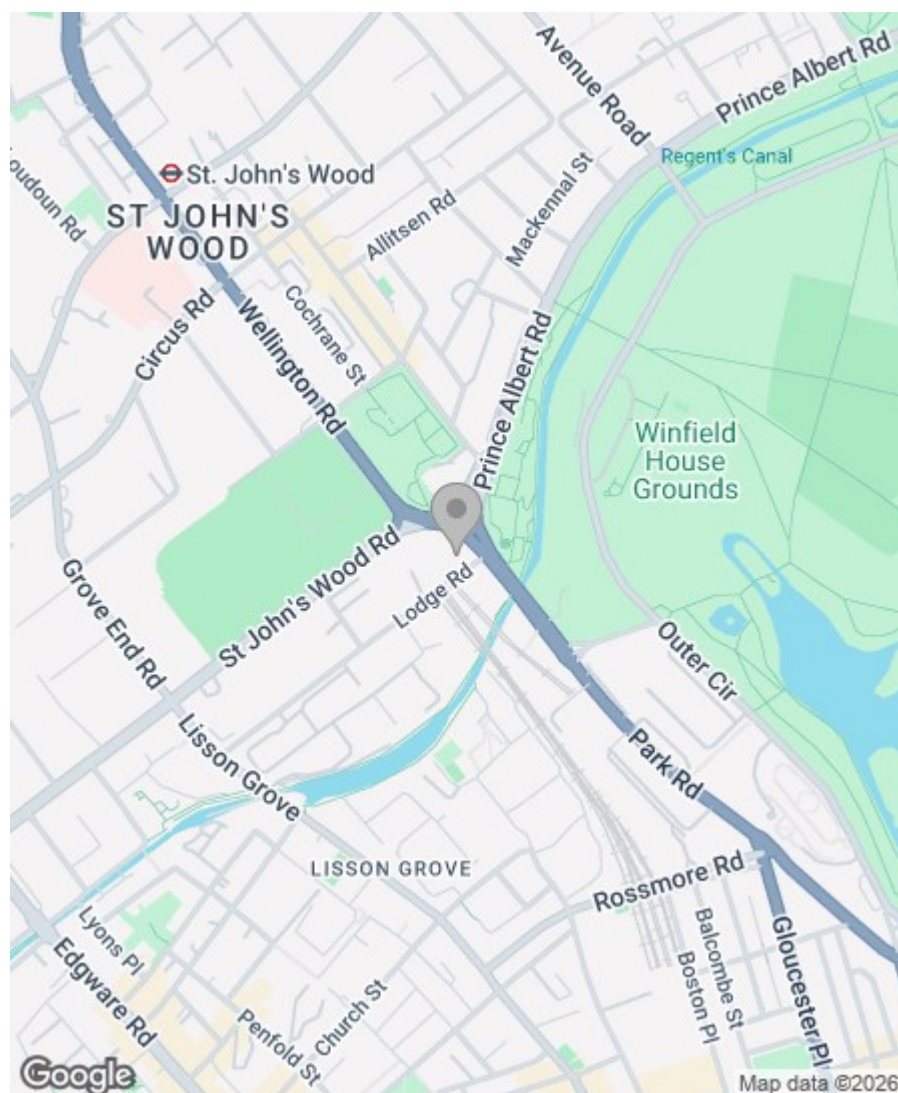 Avenue Road
Prince Albert Rd
Regent's Canal
St. John's Wood
oudoun Rd
ST JOHN'S
WOOD
Allitsen Rd
Mackennal St
Circus Rd
Wellington Rd
Cochrane St
Prince Albert Rd
Winfield
House
Grounds
St John's Wood Rd
Lodge Rd
Grove End Rd
Outer Cir
Lisson Grove
Park Rd
LISSON GROVE
Rossmore Rd
Lyons Pl
Edgware Rd
Penfold St
Church St
Boston Pl
Balcombe St
Gloucester Pl
Google
Map data ©2026